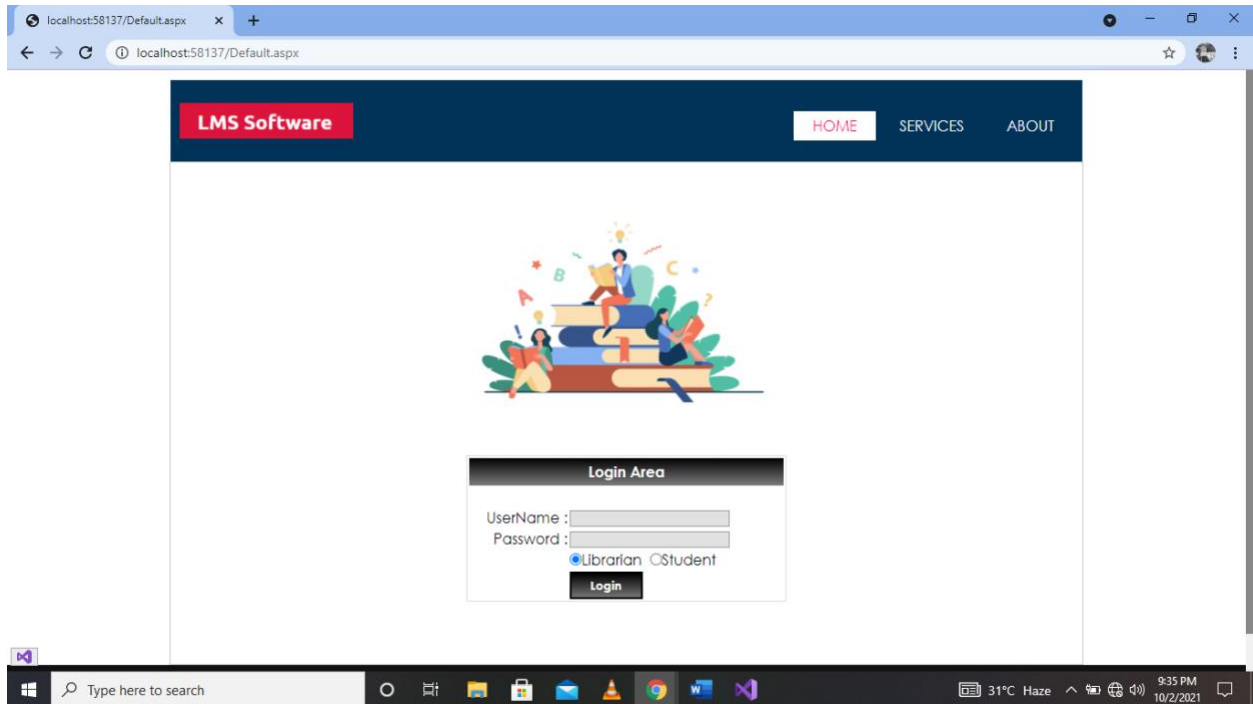 localhost:58137/Default.aspx
localhost:58137/Default.aspx
LMS Software
HOME SERVICES ABOUT
A B C ? !
Login Area
UserName :
Password :
Librarian Student
Login
Type here to search
W
31°C Haze
9:35 PM
10/2/2021